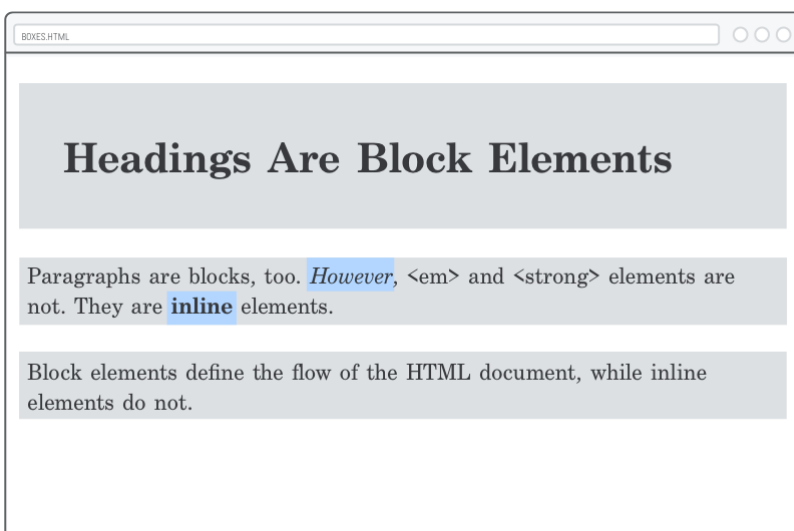 BOXES.HTML
Headings Are Block Elements
Paragraphs are blocks, too. However, <em> and <strong> elements are
not. They are inline elements.
Block elements define the flow of the HTML document, while inline
elements do not.